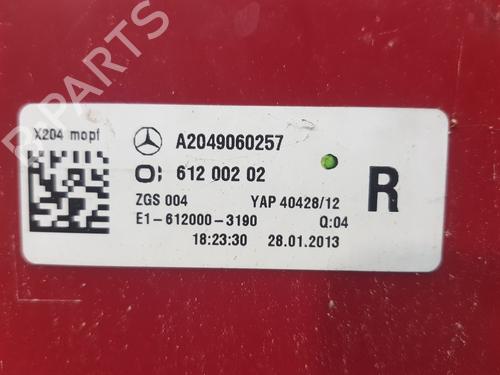 X204 mopf
A2049060257
O: 612 002 02
ZGS 004 YAP 40428/12
E1-612000-3190 Q:04
R
18:23:30 28.01.2013
B-PARTS